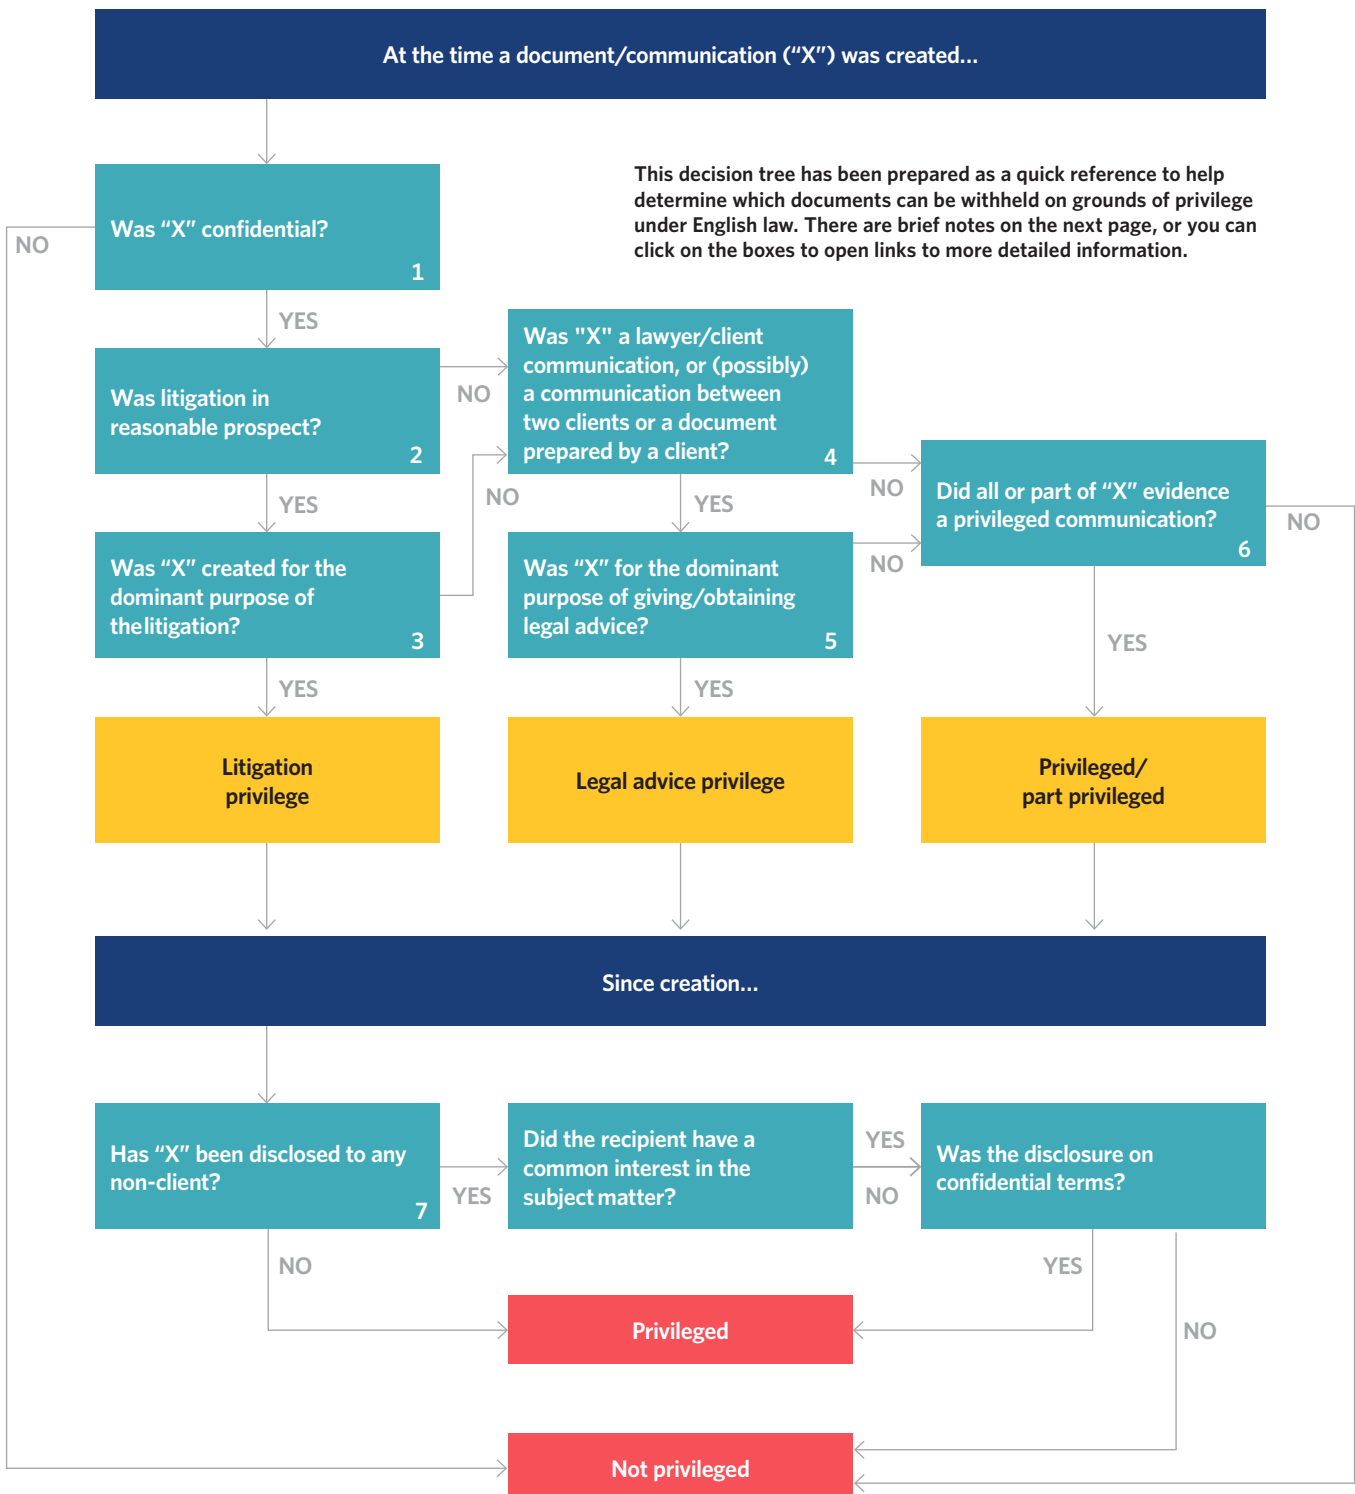 At the time a document/communication (“X”) was created...
This decision tree has been prepared as a quick reference to help
determine which documents can be withheld on grounds of privilege
under English law. There are brief notes on the next page, or you can
click on the boxes to open links to more detailed information.
Was “X” confidential?
1
NO
YES
Was litigation in
reasonable prospect?
2
NO
YES
Was "X" a lawyer/client
communication, or (possibly)
a communication between
two clients or a document
prepared by a client?
4
NO
YES
Did all or part of “X” evidence
a privileged communication?
6
NO
YES
Was “X” created for the
dominant purpose of
the litigation?
3
NO
YES
Was “X” for the dominant
purpose of giving/obtaining
legal advice?
5
NO
YES
Litigation
privilege
Legal advice privilege
Privileged/
part privileged
Since creation...
Has “X” been disclosed to any
non-client?
7
YES
NO
Did the recipient have a
common interest in the
subject matter?
YES
NO
Was the disclosure on
confidential terms?
YES
NO
Privileged
Not privileged